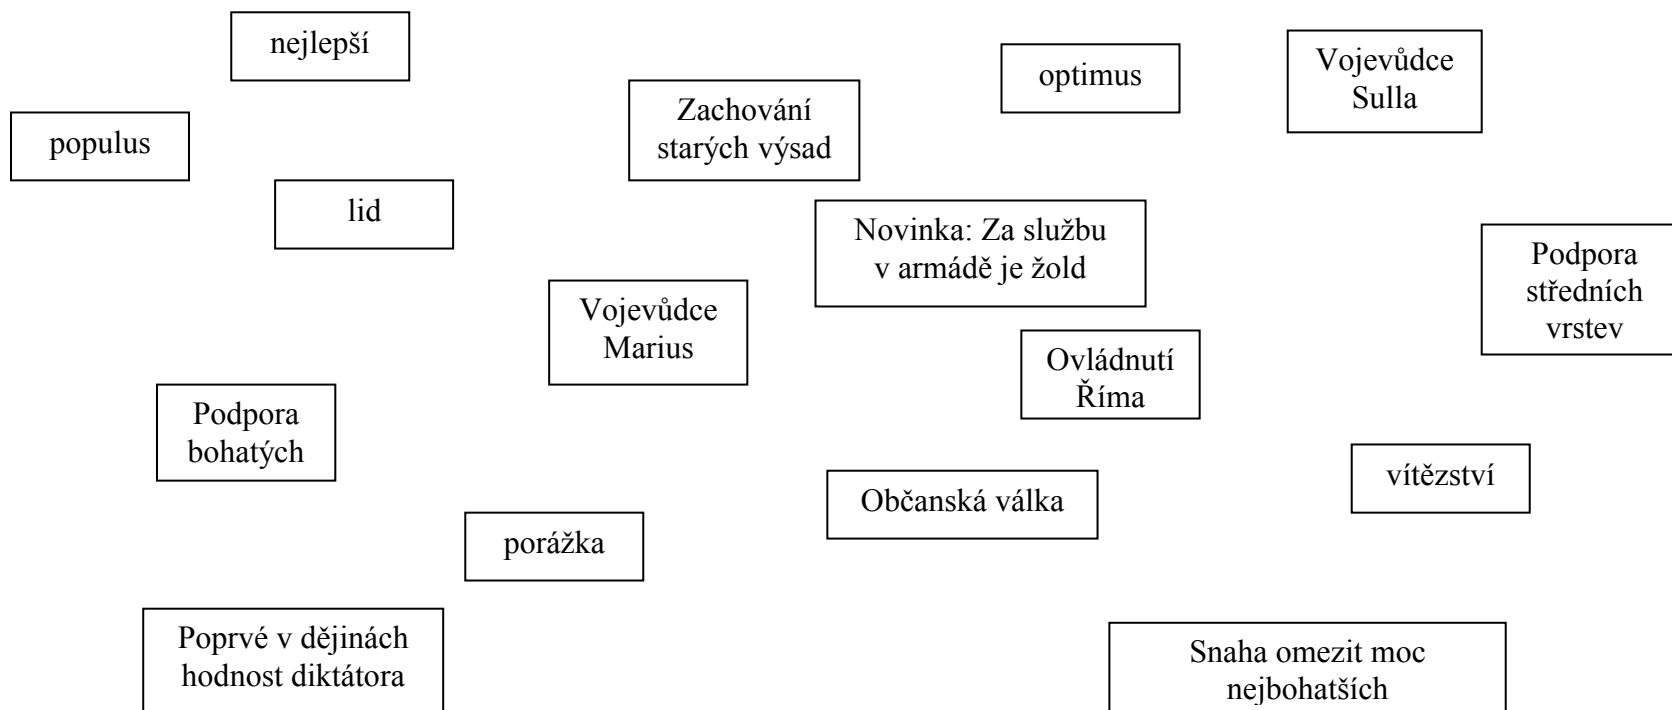 nejlepší
optimus
Vojevůdce
Sulla
populus
Zachování
starých výsad
lid
Novinka: Za službu
v armádě je žold
Podpora
středních
vrstev
Vojevůdce
Marius
Ovládnutí
Říma
Podpora
bohatých
vítězství
Občanská válka
porážka
Poprvé v dějinách
hodnost diktátora
Snaha omezit moc
nejbohatších